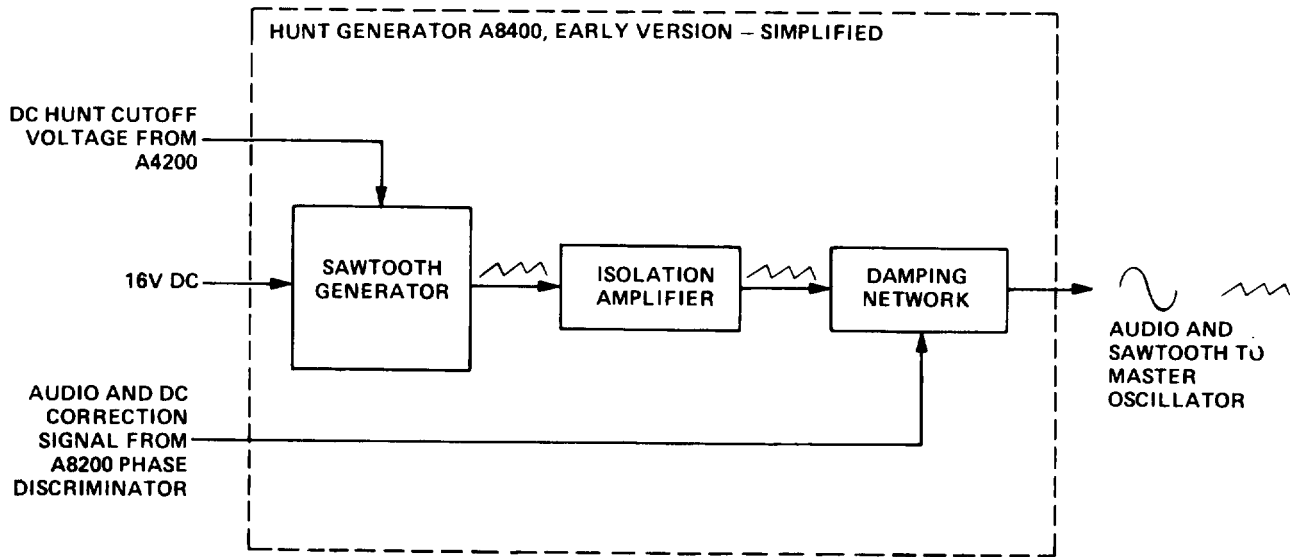 HUNT GENERATOR A8400, EARLY VERSION – SIMPLIFIED
DC HUNT CUTOFF
VOLTAGE FROM
A4200
16V DC
SAWTOOTH
GENERATOR
ISOLATION
AMPLIFIER
DAMPING
NETWORK
AUDIO AND
SAWTOOTH TO
MASTER
OSCILLATOR
AUDIO AND DC
CORRECTION
SIGNAL FROM
A8200 PHASE
DISCRIMINATOR